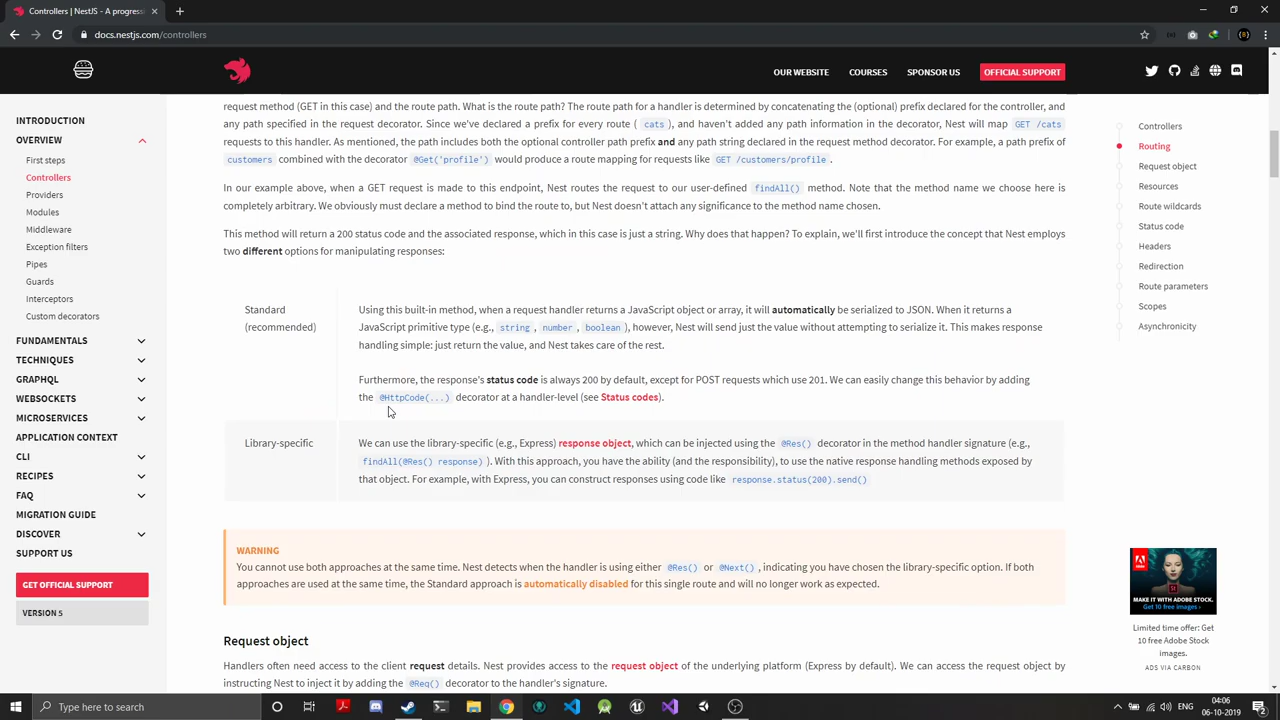 Controllers | NestJS - A progress
docs.nestjs.com/controllers
OUR WEBSITE
COURSES
SPONSOR US
OFFICIAL SUPPORT
INTRODUCTION
OVERVIEW
First steps
Controllers
Providers
Modules
Middleware
Exception filters
Pipes
Guards
Interceptors
Custom decorators
FUNDAMENTALS
TECHNIQUES
GRAPHQL
WEBSOCKETS
MICROSERVICES
APPLICATION CONTEXT
CLI
RECIPES
FAQ
MIGRATION GUIDE
DISCOVER
SUPPORT US
GET OFFICIAL SUPPORT
VERSION 5
request method (GET in this case) and the route path. What is the route path? The route path for a handler is determined by concatenating the (optional) prefix declared for the controller, and
any path specified in the request decorator. Since we've declared a prefix for every route ( cats ), and haven't added any path information in the decorator, Nest will map GET /cats
requests to this handler. As mentioned, the path includes both the optional controller path prefix and any path string declared in the request method decorator. For example, a path prefix of
customers combined with the decorator @Get('profile') would produce a route mapping for requests like GET /customers/profile .
In our example above, when a GET request is made to this endpoint, Nest routes the request to our user-defined findAll() method. Note that the method name we choose here is
completely arbitrary. We obviously must declare a method to bind the route to, but Nest doesn't attach any significance to the method name chosen.
This method will return a 200 status code and the associated response, which in this case is just a string. Why does that happen? To explain, we'll first introduce the concept that Nest employs
two different options for manipulating responses:
Standard
(recommended)
Using this built-in method, when a request handler returns a JavaScript object or array, it will automatically be serialized to JSON. When it returns a
JavaScript primitive type (e.g., string , number , boolean ), however, Nest will send just the value without attempting to serialize it. This makes response
handling simple: just return the value, and Nest takes care of the rest.
Furthermore, the response's status code is always 200 by default, except for POST requests which use 201. We can easily change this behavior by adding
the @HttpCode(...) decorator at a handler-level (see Status codes).
Library-specific
We can use the library-specific (e.g., Express) response object, which can be injected using the @Res() decorator in the method handler signature (e.g.,
findAll(@Res() response) ). With this approach, you have the ability (and the responsibility), to use the native response handling methods exposed by
that object. For example, with Express, you can construct responses using code like response.status(200).send()
WARNING
You cannot use both approaches at the same time. Nest detects when the handler is using either @Res() or @Next() , indicating you have chosen the library-specific option. If both
approaches are used at the same time, the Standard approach is automatically disabled for this single route and will no longer work as expected.
Request object
Handlers often need access to the client request details. Nest provides access to the request object of the underlying platform (Express by default). We can access the request object by
instructing Nest to inject it by adding the @Req() decorator to the handler's signature.
Controllers
Routing
Request object
Resources
Route wildcards
Status code
Headers
Redirection
Route parameters
Scopes
Asynchronicity
MAKE IT WITH ADOBE STOCK.
Get 10 free images ›
Limited time offer: Get
10 free Adobe Stock
images.
ADS VIA CARBON
Type here to search
04:06
06-10-2019